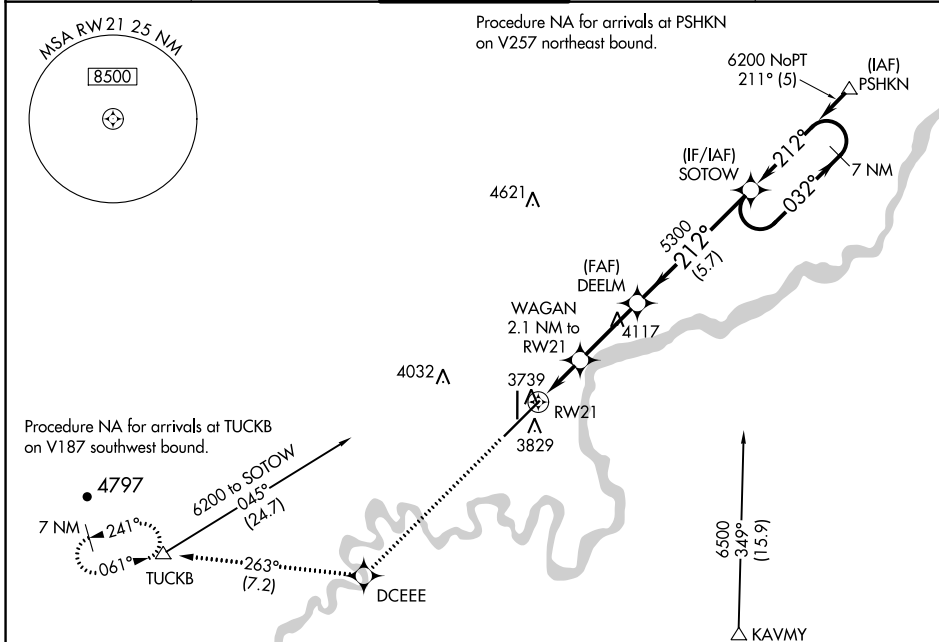 Procedure NA for arrivals at PSHKN
on V257 northeast bound.
MSA RW 21 25 NM
8500
6200 NoPT
211° (5)
(IAF)
PSHKN
212°
7 NM
032°
(IF/IAF)
SOTOW
4621
5300
212°
(5.7)
(FAF)
DEELM
WAGAN
2.1 NM to
RW21
4117
4032
3739
RW21
3829
Procedure NA for arrivals at TUCKB
on V187 southwest bound.
6200 to SOTOW
045°
(24.7)
4797
7 NM
241°
061°
TUCKB
263°
(7.2)
DCEEE
6500
349°
(15.9)
KAVMY